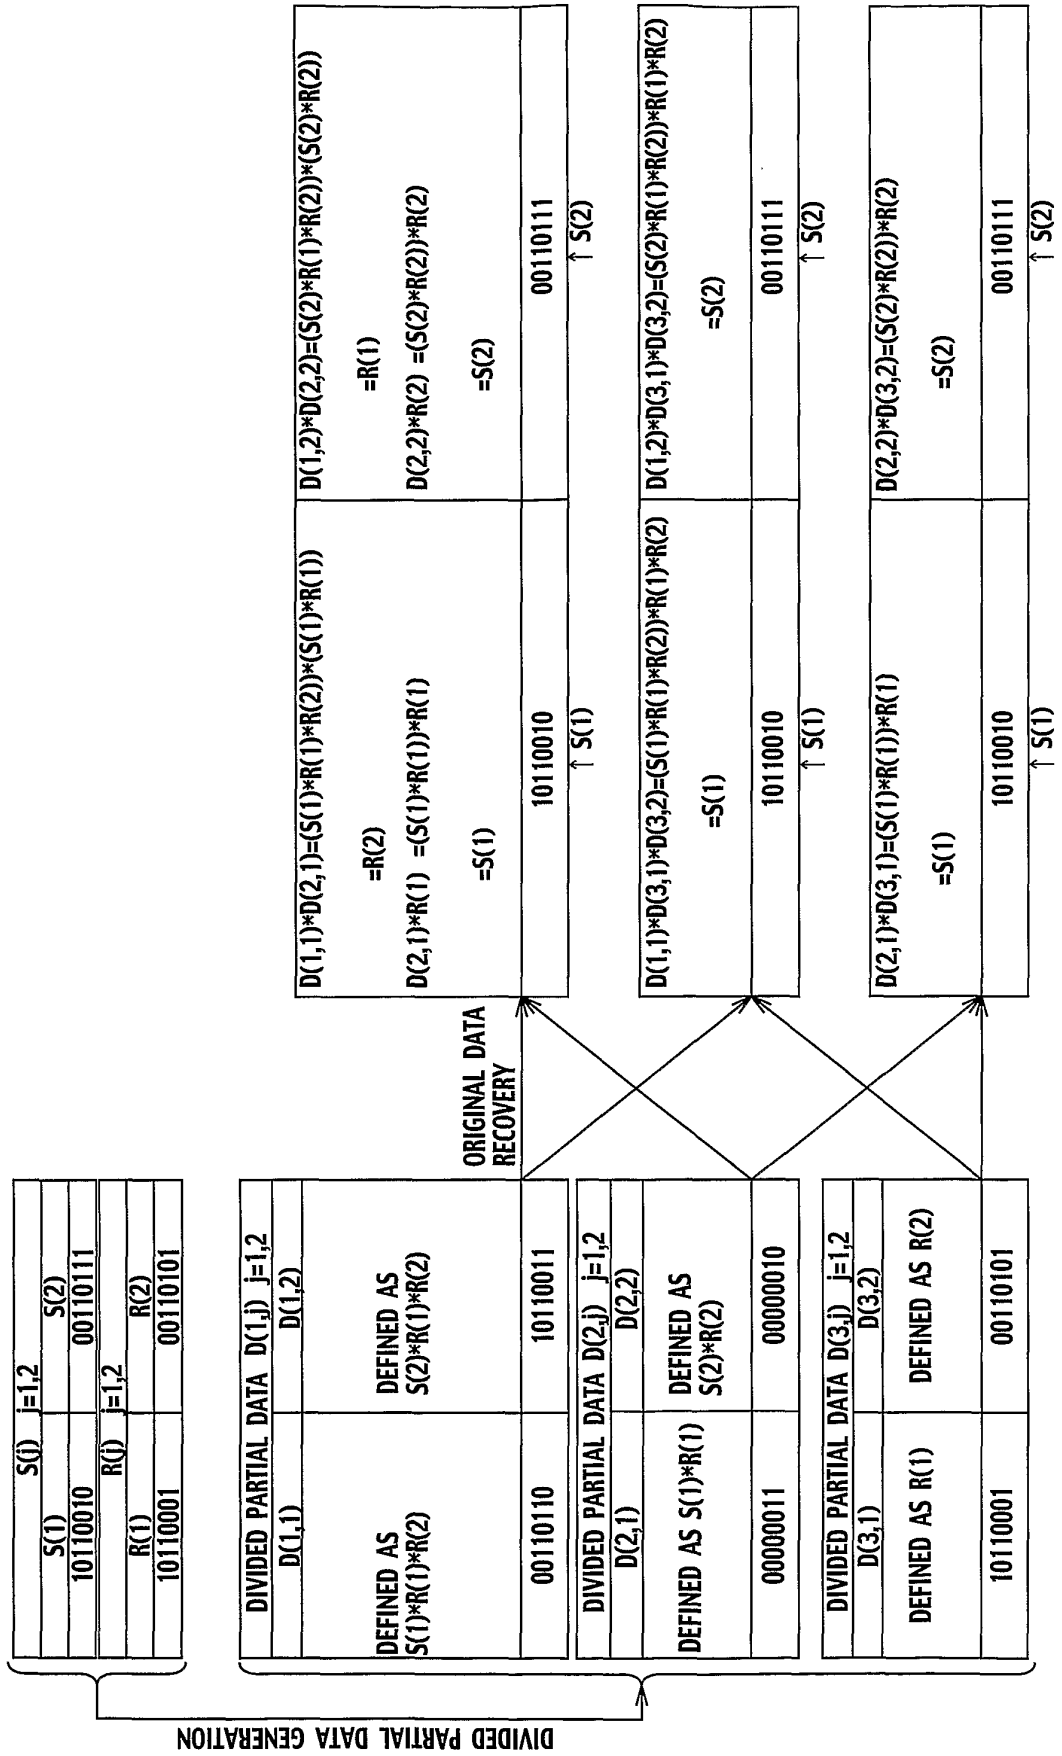 S(j) j=1,2
S(1) S(2)
10110010 00110111
R(j) j=1,2
R(1) R(2)
10110001 00110101
DIVIDED PARTIAL DATA GENERATION
DIVIDED PARTIAL DATA D(1,j) j=1,2
D(1,1) D(1,2)
DEFINED AS
S(1)*R(1)*R(2)
DEFINED AS
S(2)*R(1)*R(2)
00110110 10110011
DIVIDED PARTIAL DATA D(2,j) j=1,2
D(2,1) D(2,2)
DEFINED AS S(1)*R(1)
DEFINED AS
S(2)*R(2)
00000011 00000010
DIVIDED PARTIAL DATA D(3,j) j=1,2
D(3,1) D(3,2)
DEFINED AS R(1) DEFINED AS R(2)
10110001 00110101
ORIGINAL DATA
RECOVERY
D(1,1)*D(2,1)=(S(1)*R(1)*R(2))*(S(1)*R(1))
=R(2)
D(2,1)*R(1) =(S(1)*R(1))*R(1)
=S(1)
10110010
↑ S(1)
D(1,2)*D(2,2)=(S(2)*R(1)*R(2))*(S(2)*R(2))
=R(1)
D(2,2)*R(2) =(S(2)*R(2))*R(2)
=S(2)
00110111
↑ S(2)
D(1,1)*D(3,1)*D(3,2)=(S(1)*R(1)*R(2))*R(1)*R(2)
=S(1)
10110010
↑ S(1)
D(1,2)*D(3,1)*D(3,2)=(S(2)*R(1)*R(2))*R(1)*R(2)
=S(2)
00110111
↑ S(2)
D(2,1)*D(3,1)=(S(1)*R(1))*R(1)
=S(1)
10110010
↑ S(1)
D(2,2)*D(3,2)=(S(2)*R(2))*R(2)
=S(2)
00110111
↑ S(2)